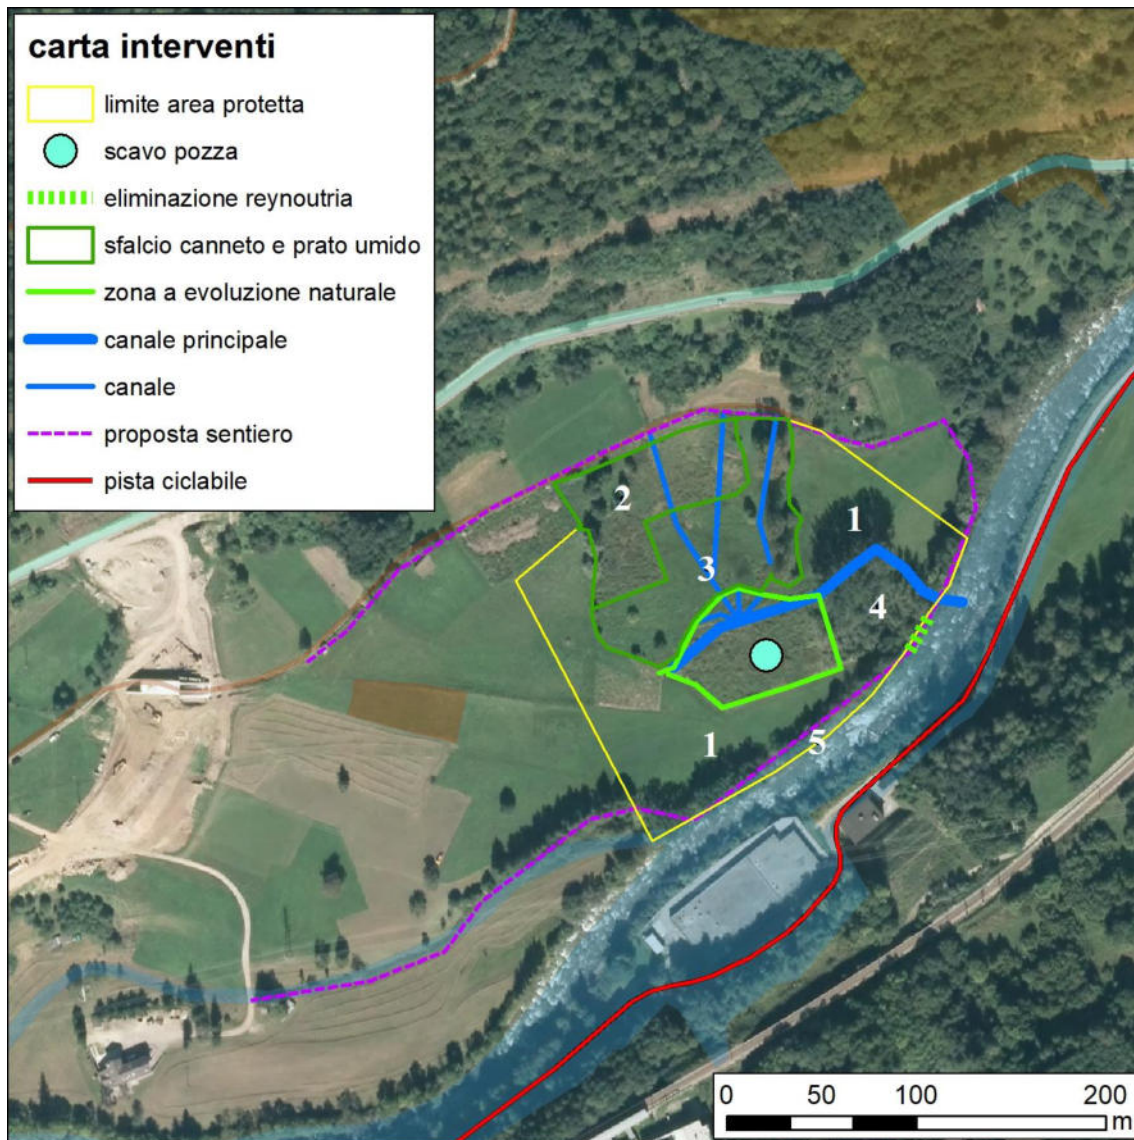 carta interventi
limite area protetta
scavo pozza
eliminazione reynoutria
sfalcio canneto e prato umido
zona a evoluzione naturale
canale principale
canale
proposta sentiero
pista ciclabile
2
1
3
4
1
5
0 50 100 200
m